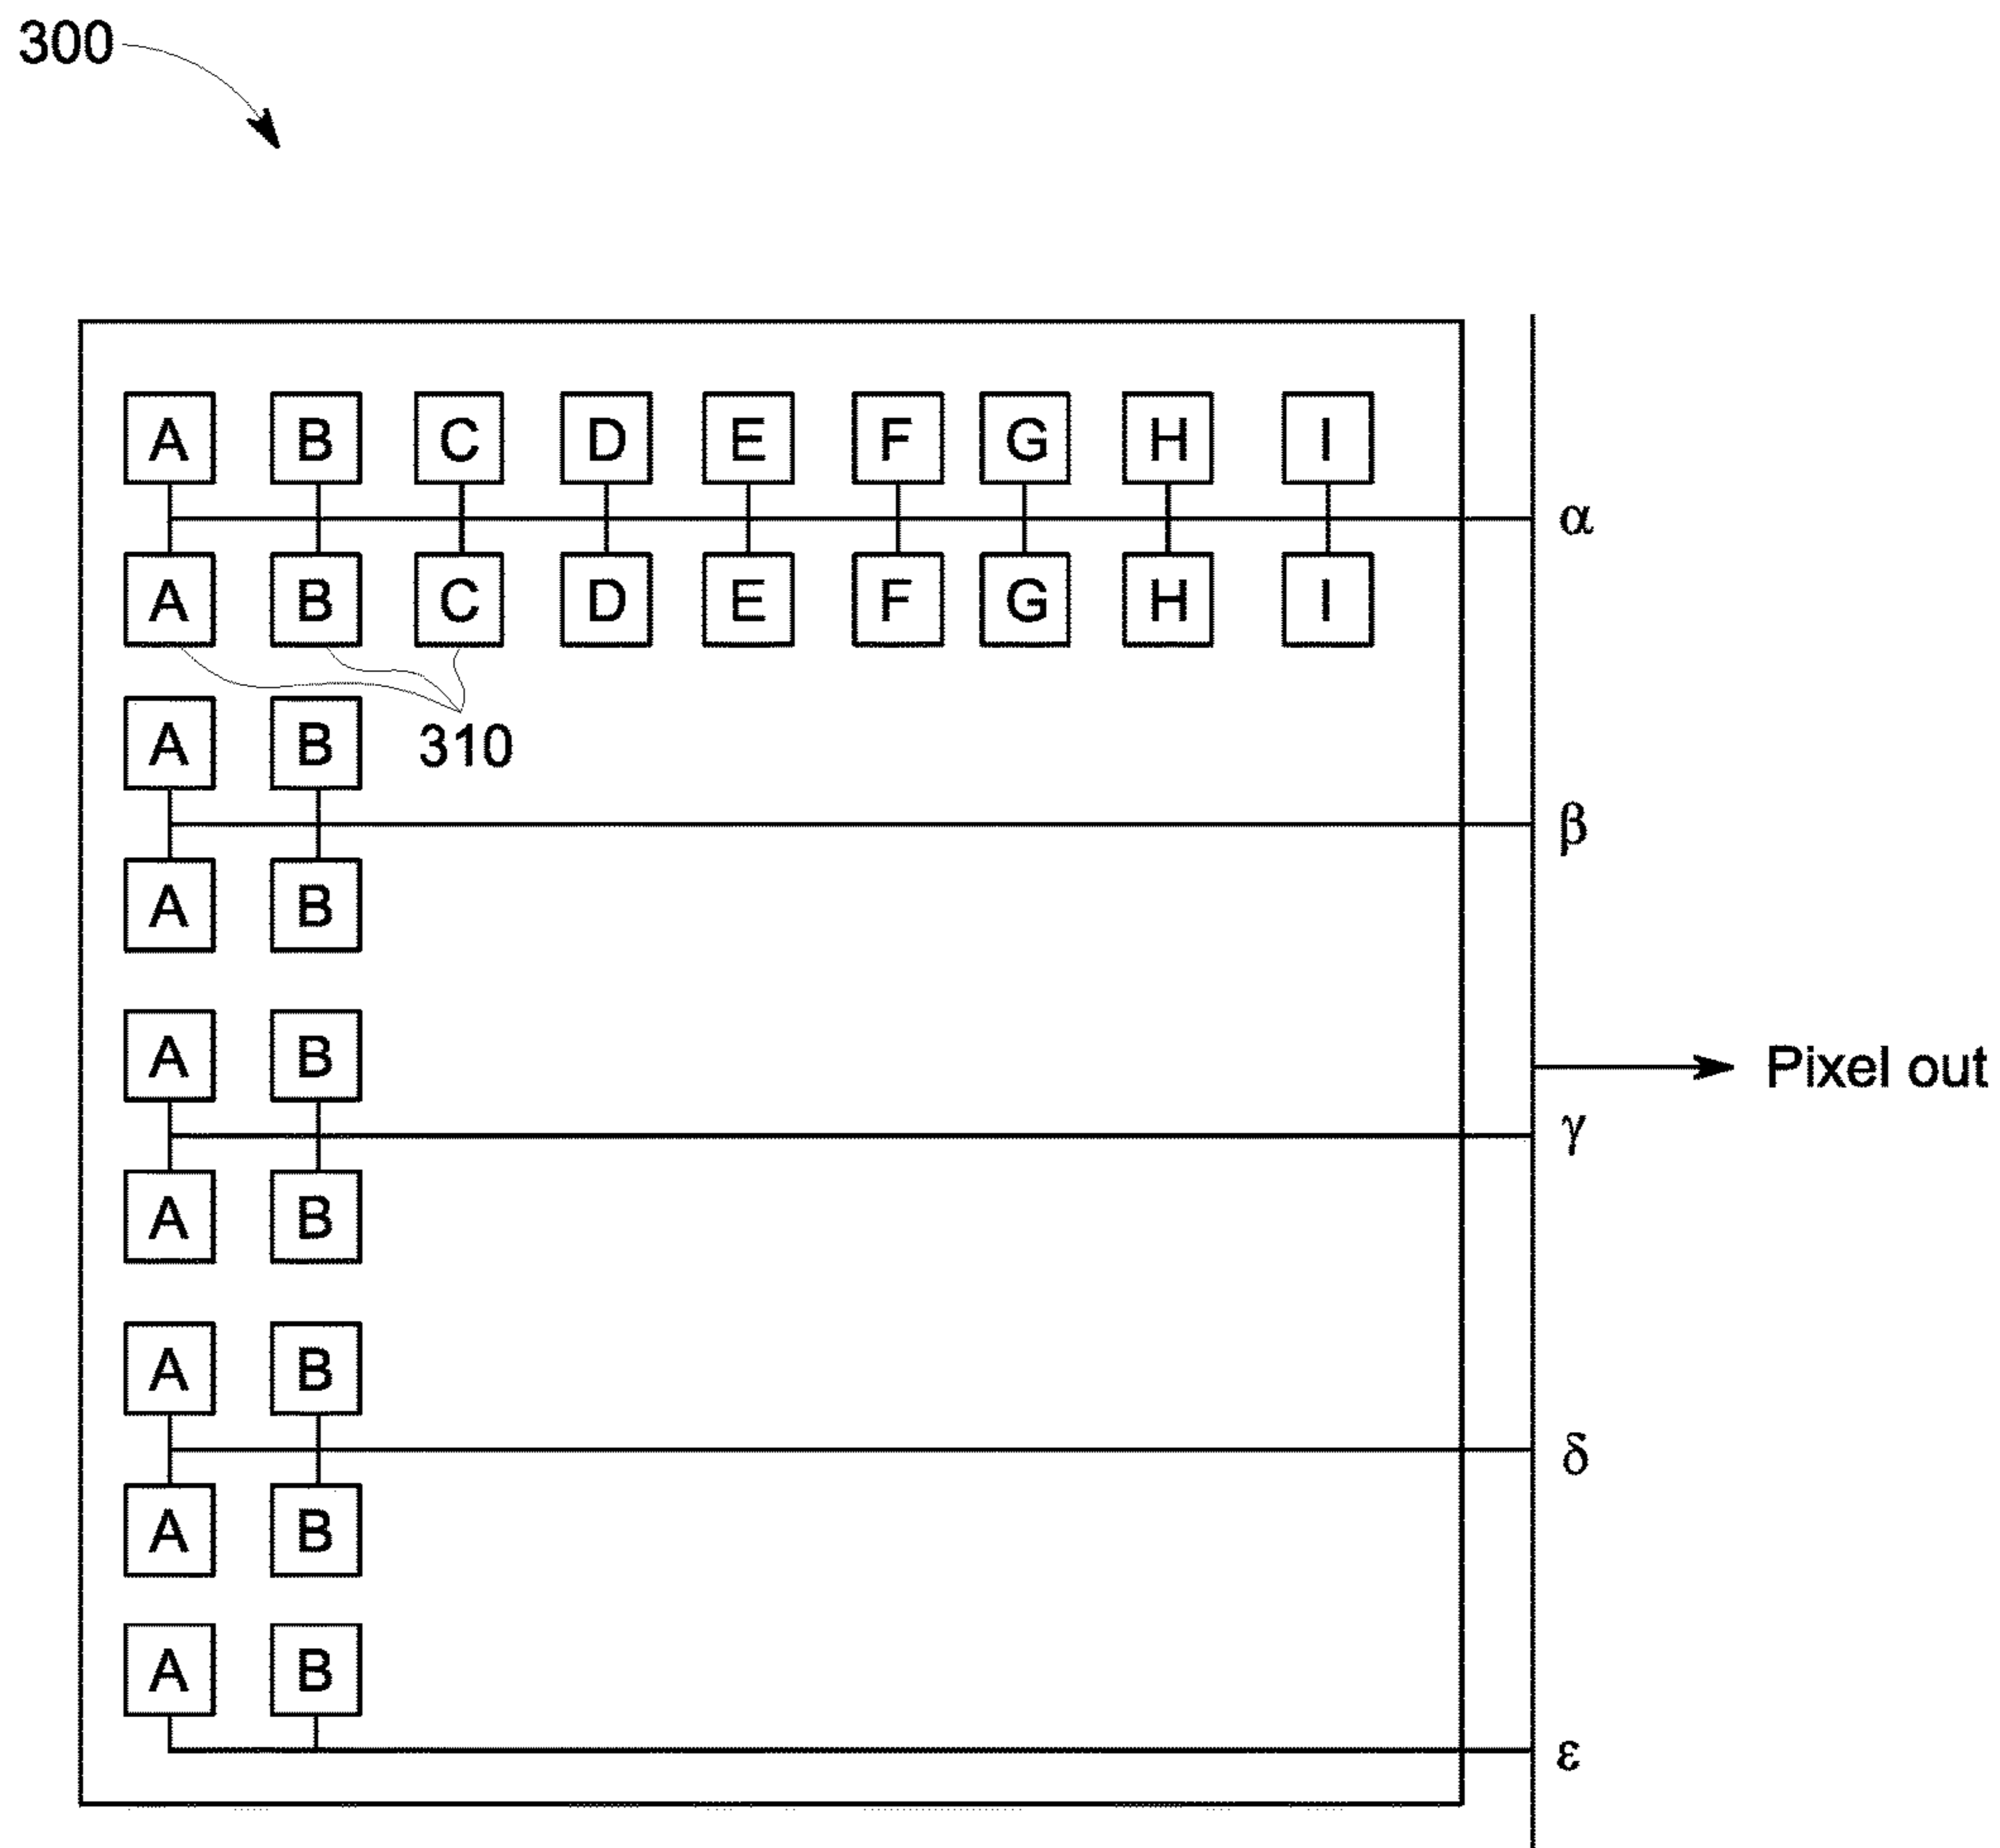 300
A B C D E F G H I
α
A B C D E F G H I
A B 310
β
A B
A B Pixel out
γ
A B
A B
δ
A B
A B
ε